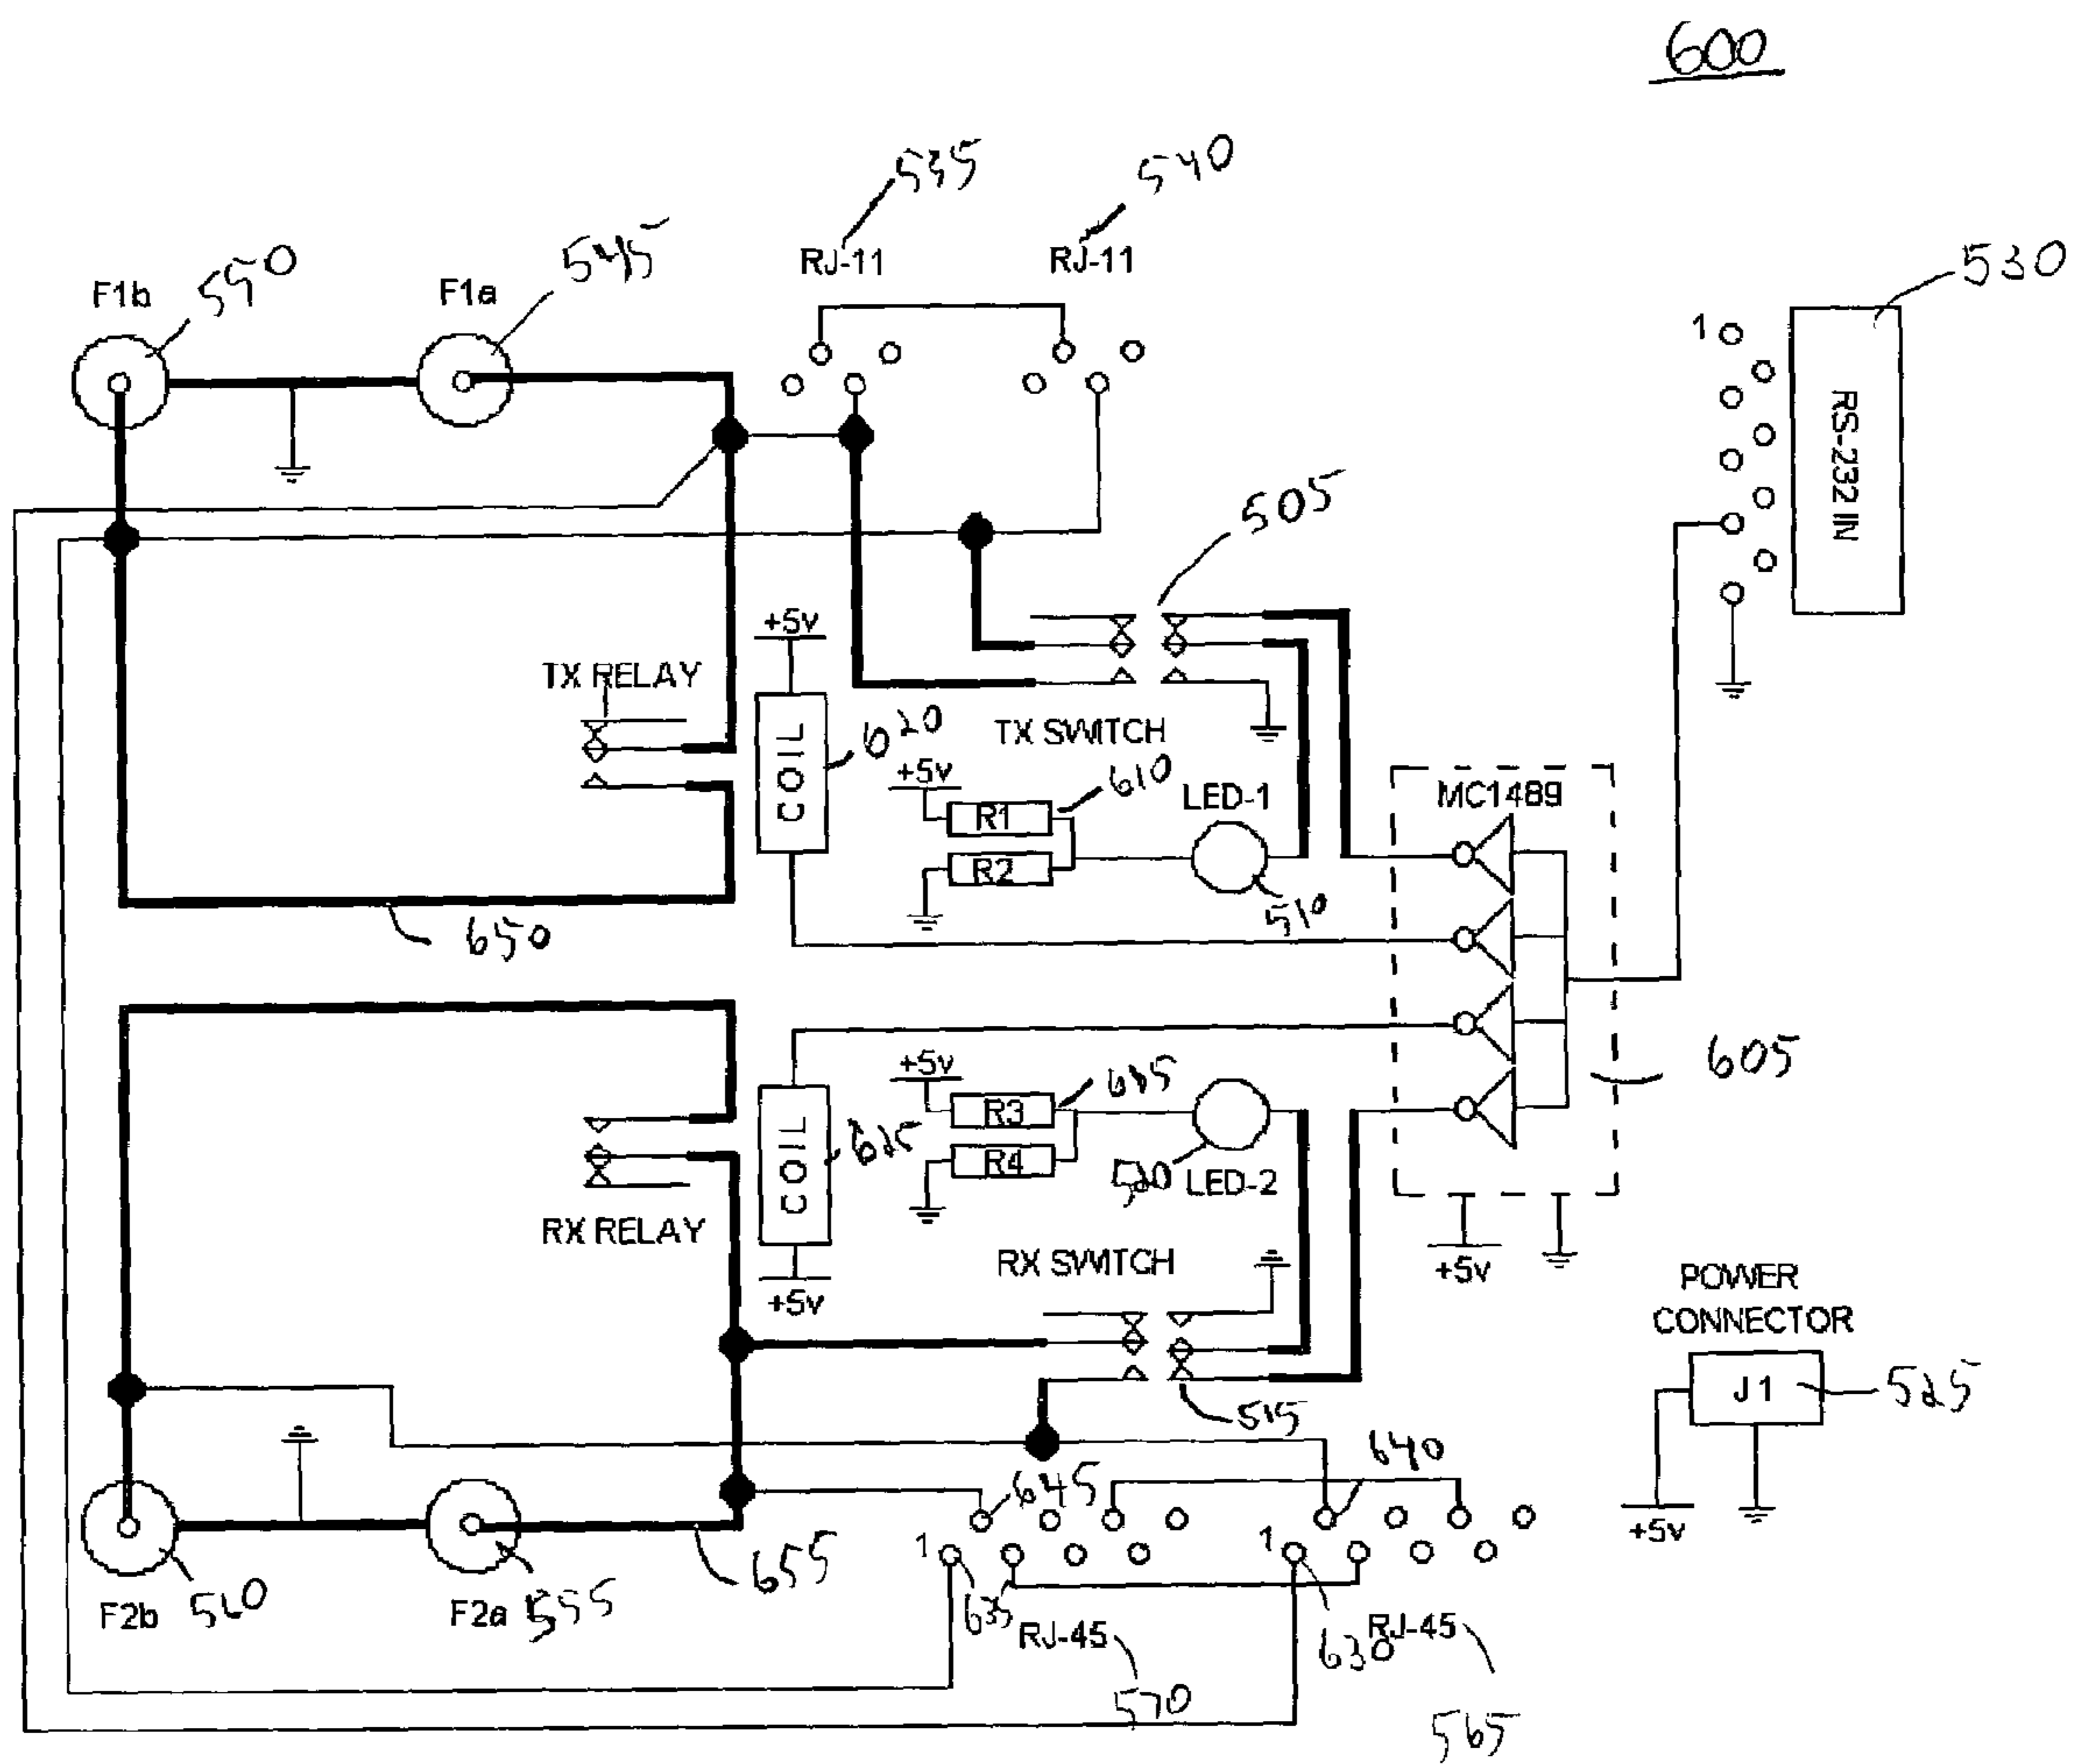 600
535
540
RJ-11
RJ-11
530
F1b
550
F1a
545
1
RS-232 IN
505
+5v
TX RELAY
COIL
620
TX SWITCH
+5v
610
R1
R2
LED-1
510
MC1489
650
605
+5v
R3
R4
COIL
625
520
LED-2
RX RELAY
+5v
RX SWITCH
+5v
POWER
CONNECTOR
J1
525
515
640
645
+5v
1
1
655
F2b
F2a
555
635
RJ-45
630
RJ-45
570
565